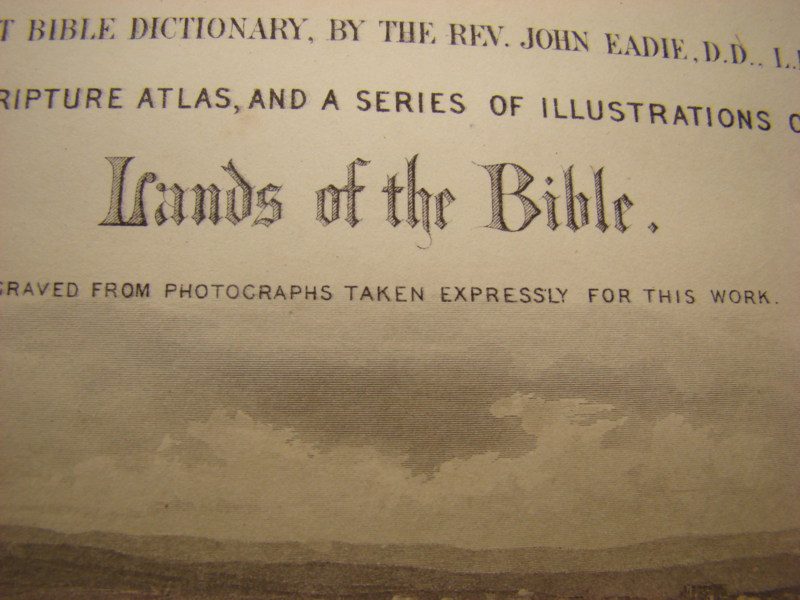 T BIBLE DICTIONARY, BY THE REV. JOHN EADIE, D.D., L.
RIPTURE ATLAS, AND A SERIES OF ILLUSTRATIONS O
Lands of the Bible.
GRAVED FROM PHOTOGRAPHS TAKEN EXPRESSLY FOR THIS WORK.